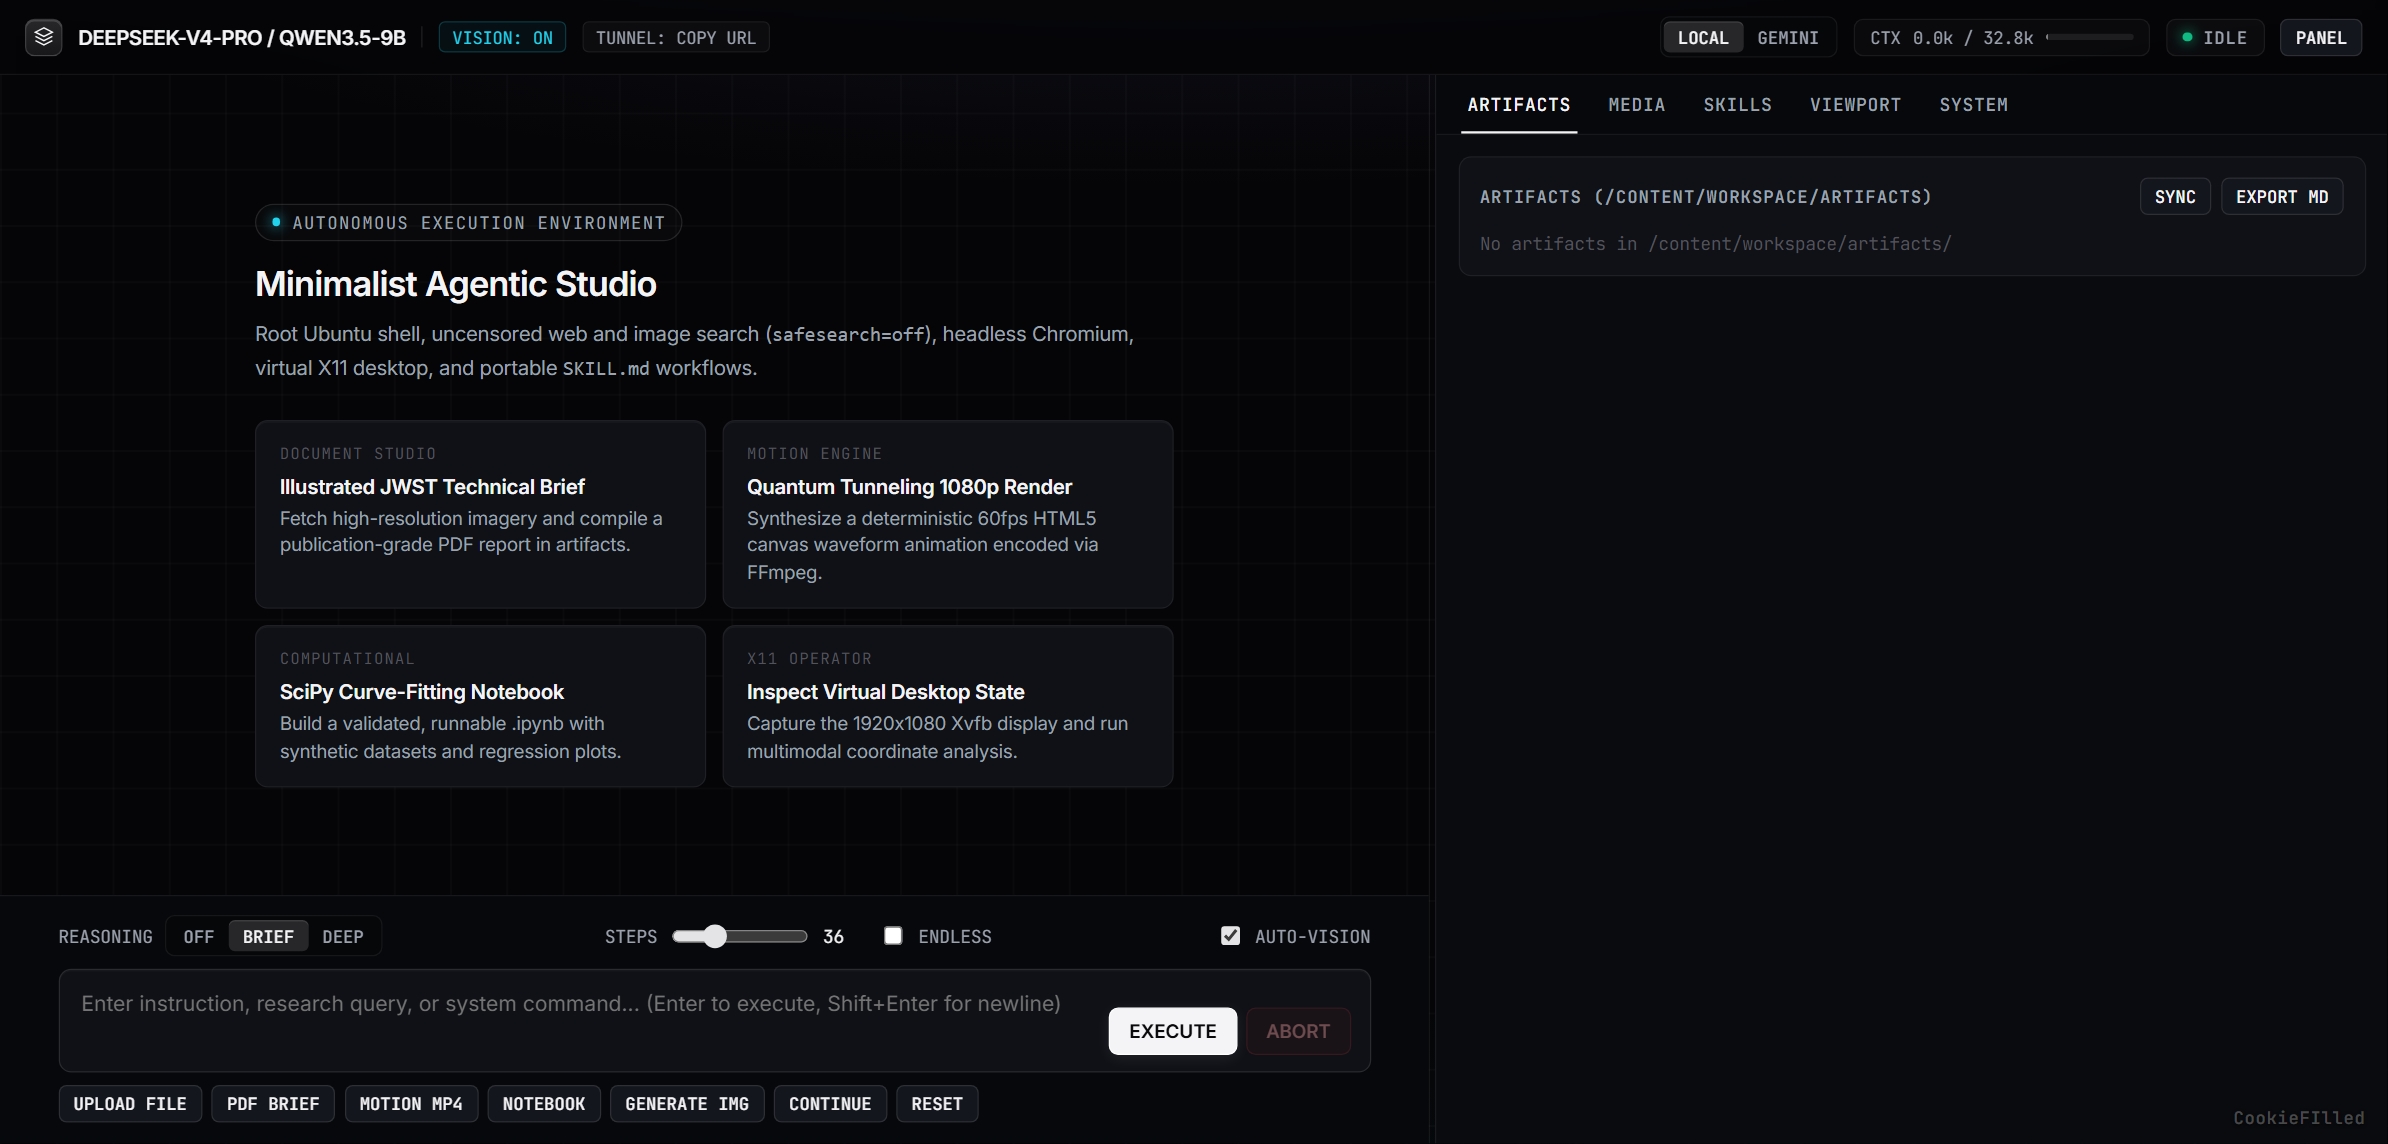 DEEPSEEK-V4-PRO / QWEN3.5-9B
VISION: ON
TUNNEL: COPY URL
LOCAL
GEMINI
CTX 0.0k / 32.8k
IDLE
PANEL
AUTONOMOUS EXECUTION ENVIRONMENT
Minimalist Agentic Studio
Root Ubuntu shell, uncensored web and image search (safesearch=off), headless Chromium,
virtual X11 desktop, and portable SKILL.md workflows.
DOCUMENT STUDIO
Illustrated JWST Technical Brief
Fetch high-resolution imagery and compile a
publication-grade PDF report in artifacts.
MOTION ENGINE
Quantum Tunneling 1080p Render
Synthesize a deterministic 60fps HTML5
canvas waveform animation encoded via
FFmpeg.
COMPUTATIONAL
SciPy Curve-Fitting Notebook
Build a validated, runnable .ipynb with
synthetic datasets and regression plots.
X11 OPERATOR
Inspect Virtual Desktop State
Capture the 1920x1080 Xvfb display and run
multimodal coordinate analysis.
REASONING
OFF
BRIEF
DEEP
STEPS
36
ENDLESS
AUTO-VISION
Enter instruction, research query, or system command... (Enter to execute, Shift+Enter for newline)
EXECUTE
ABORT
UPLOAD FILE
PDF BRIEF
MOTION MP4
NOTEBOOK
GENERATE IMG
CONTINUE
RESET
ARTIFACTS
MEDIA
SKILLS
VIEWPORT
SYSTEM
ARTIFACTS (/CONTENT/WORKSPACE/ARTIFACTS)
SYNC
EXPORT MD
No artifacts in /content/workspace/artifacts/
CookieFIlled